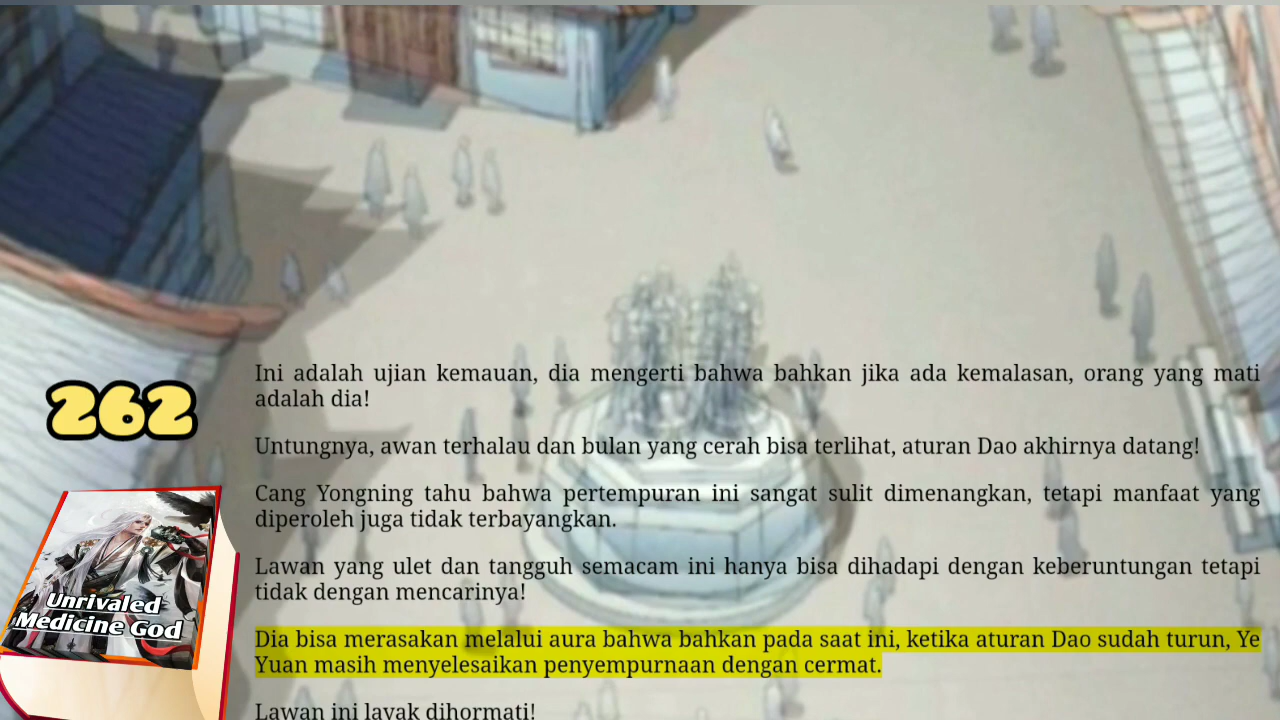 Ini adalah ujian kemauan, dia mengerti bahwa bahkan jika ada kemalasan, orang yang mati
adalah dia!
Untungnya, awan terhalau dan bulan yang cerah bisa terlihat, aturan Dao akhirnya datang!
Cang Yongning tahu bahwa pertempuran ini sangat sulit dimenangkan, tetapi manfaat yang
diperoleh juga tidak terbayangkan.
Lawan yang ulet dan tangguh semacam ini hanya bisa dihadapi dengan keberuntungan tetapi
tidak dengan mencarinya!
Dia bisa merasakan melalui aura bahwa bahkan pada saat ini, ketika aturan Dao sudah turun, Ye
Yuan masih menyelesaikan penyempurnaan dengan cermat.
Lawan ini layak dihormati!
262
Unrivaled
Medicine God